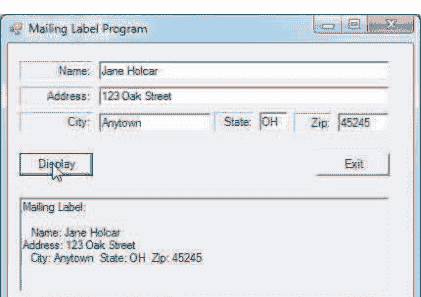 Mailing Label Program
Name: Jane Holcar
Address: 123 Oak Street
City: Anytown State: OH Zip: 45245
Display Exit
Mailing Label:
Name: Jane Holcar
Address: 123 Oak Street
City: Anytown State: OH Zip: 45245